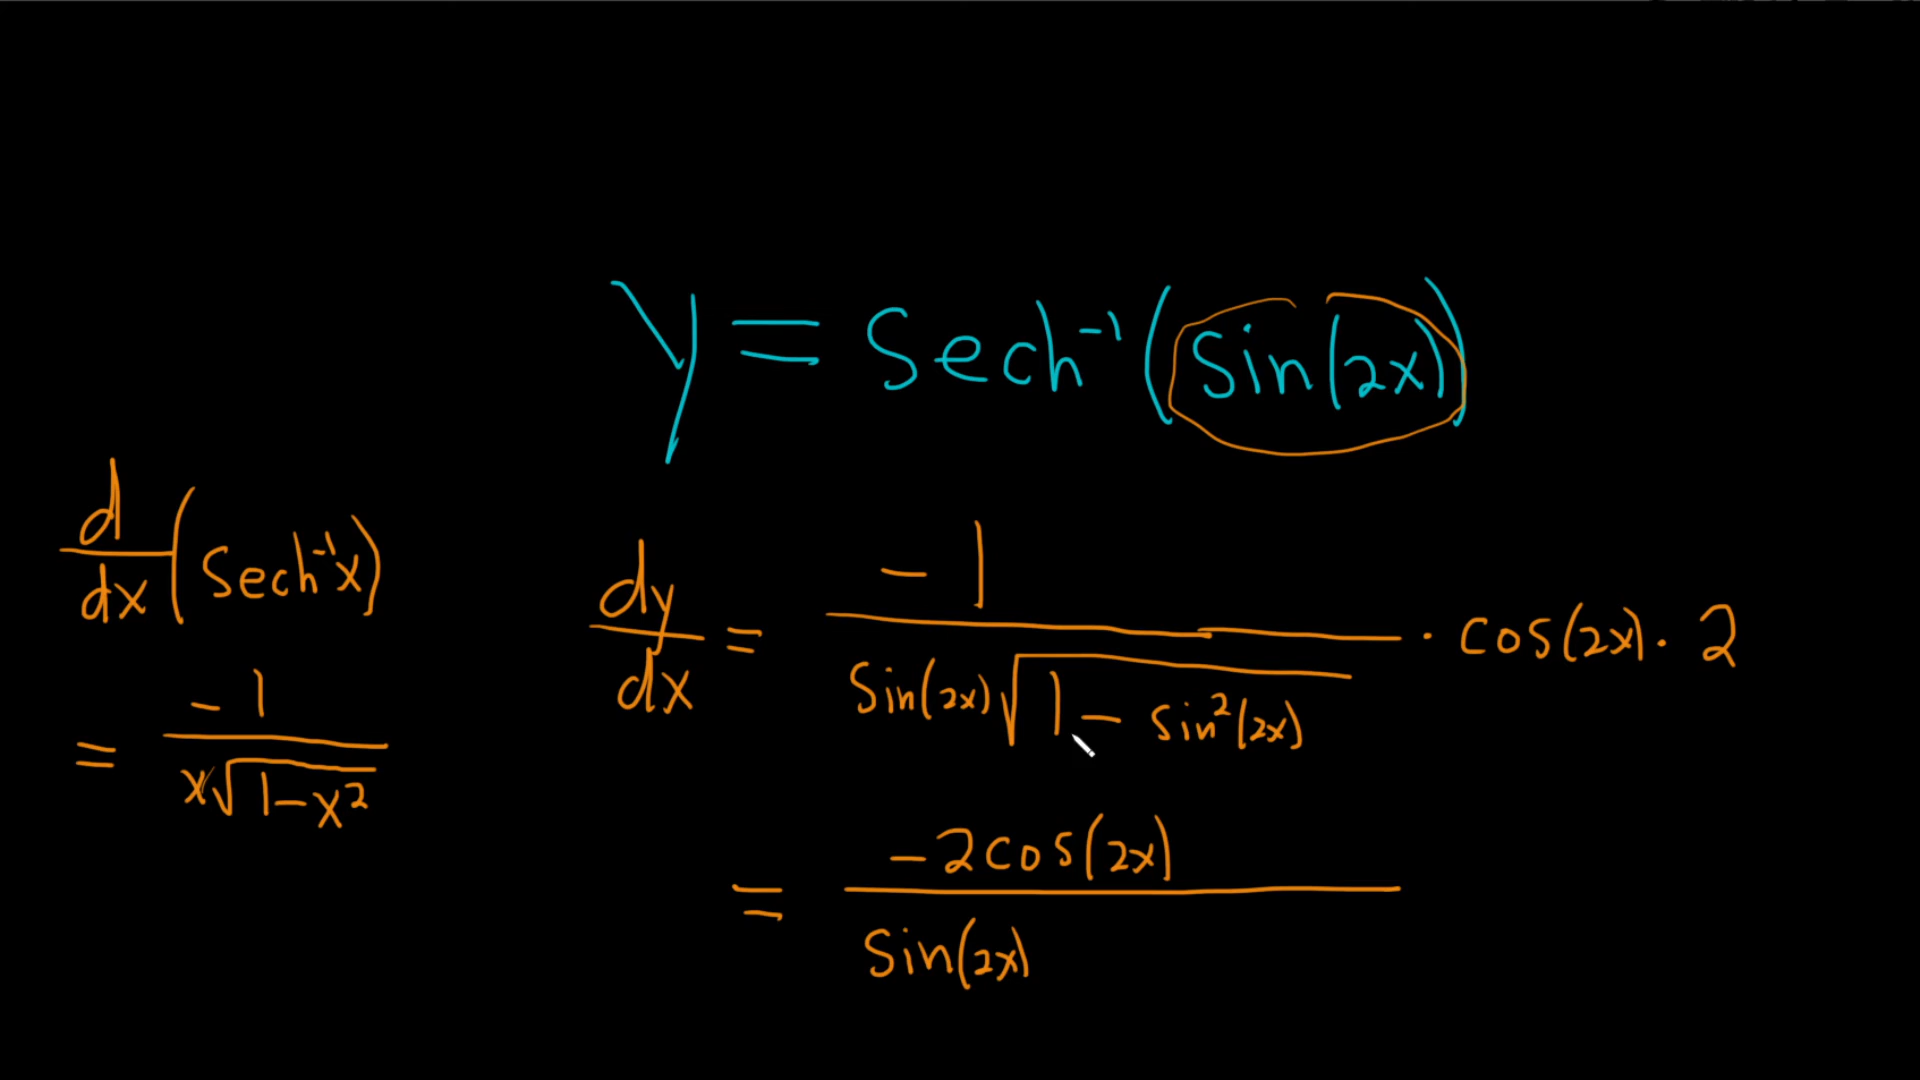 y = Sech⁻¹(Sin(2x))
d/dx (Sech⁻¹x)
= -1/(x√(1-x²))
dy/dx = -1/(Sin(2x)√(1 - sin²(2x))) · cos(2x) · 2
= -2cos(2x)/Sin(2x)